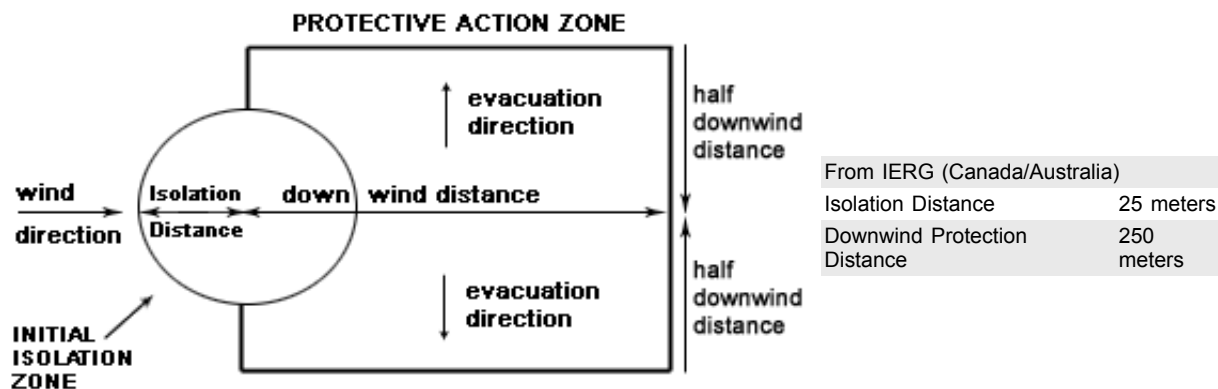 PROTECTIVE ACTION ZONE
evacuation
direction
half
downwind
distance
wind
direction
Isolation
Distance
down wind distance
evacuation
direction
half
downwind
distance
INITIAL
ISOLATION
ZONE
From IERG (Canada/Australia)
Isolation Distance 25 meters
Downwind Protection 250
Distance meters